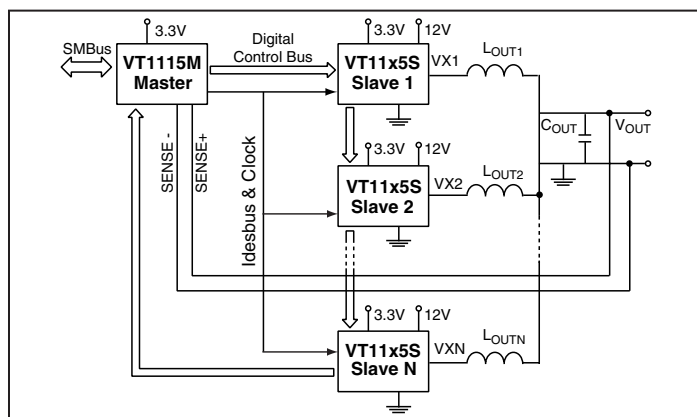 3.3V
SMBus
VT1115M
Master
Digital
Control Bus
SENSE -
SENSE+
Idesbus & Clock
3.3V
12V
VT11x5S
Slave 1
VX1
LOUT1
COUT
VOUT
3.3V
12V
VT11x5S
Slave 2
VX2
LOUT2
3.3V
12V
VT11x5S
Slave N
VXN
LOUTN